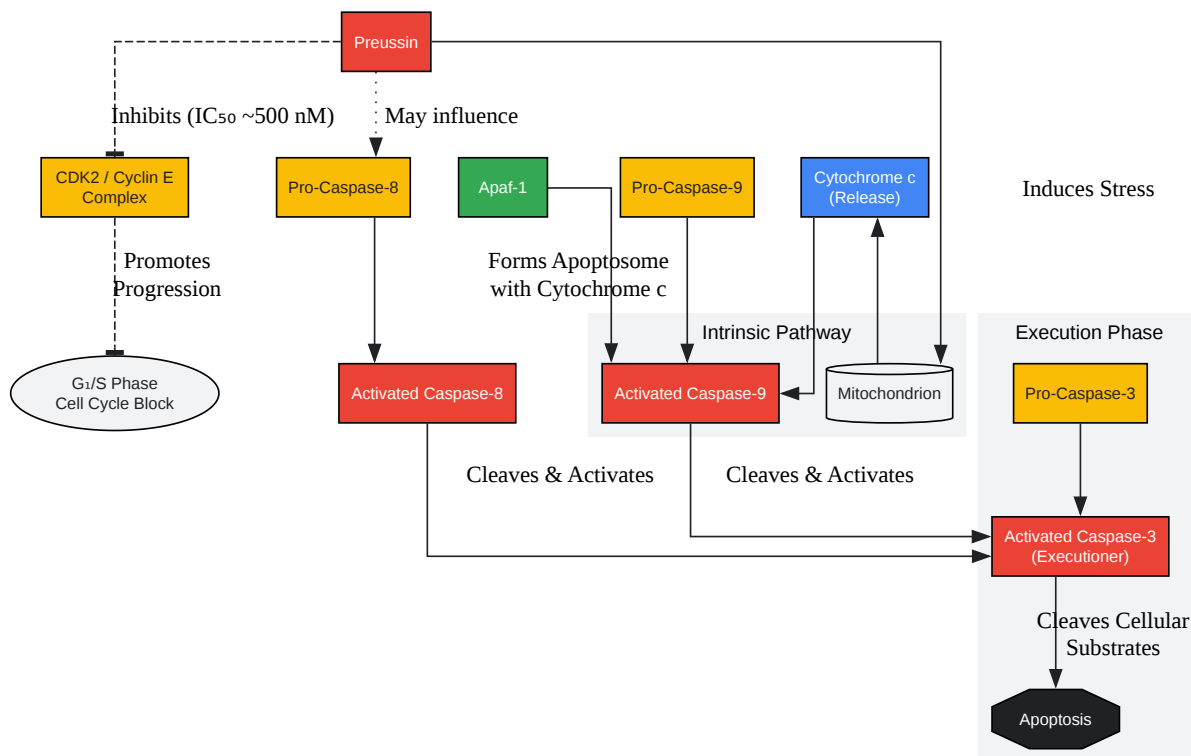 Preussin
Inhibits (IC₅₀ ~500 nM)
May influence
CDK2 / Cyclin E
Complex
Pro-Caspase-8
Apaf-1
Pro-Caspase-9
Cytochrome c
(Release)
Induces Stress
Promotes
Progression
Forms Apoptosome
with Cytochrome c
Intrinsic Pathway
Execution Phase
G₁/S Phase
Cell Cycle Block
Activated Caspase-8
Activated Caspase-9
Mitochondrion
Pro-Caspase-3
Cleaves & Activates
Cleaves & Activates
Activated Caspase-3
(Executioner)
Cleaves Cellular
Substrates
Apoptosis